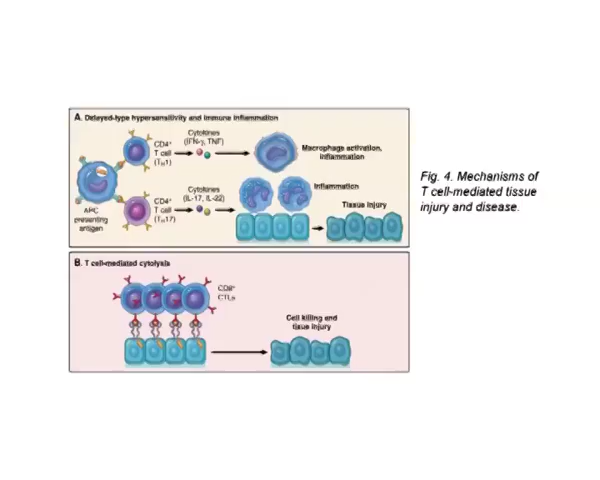 A. Delayed-type hypersensitivity and immune inflammation
CD4+
T cell
(TH1)
Cytokines
(IFN-γ, TNF)
Macrophage activation,
inflammation
APC
presenting
antigen
CD4+
T cell
(TH17)
Cytokines
(IL-17, IL-22)
Inflammation
Tissue injury
B. T cell-mediated cytolysis
CD8+
CTLs
Cell killing and
tissue injury
Fig. 4. Mechanisms of
T cell-mediated tissue
injury and disease.